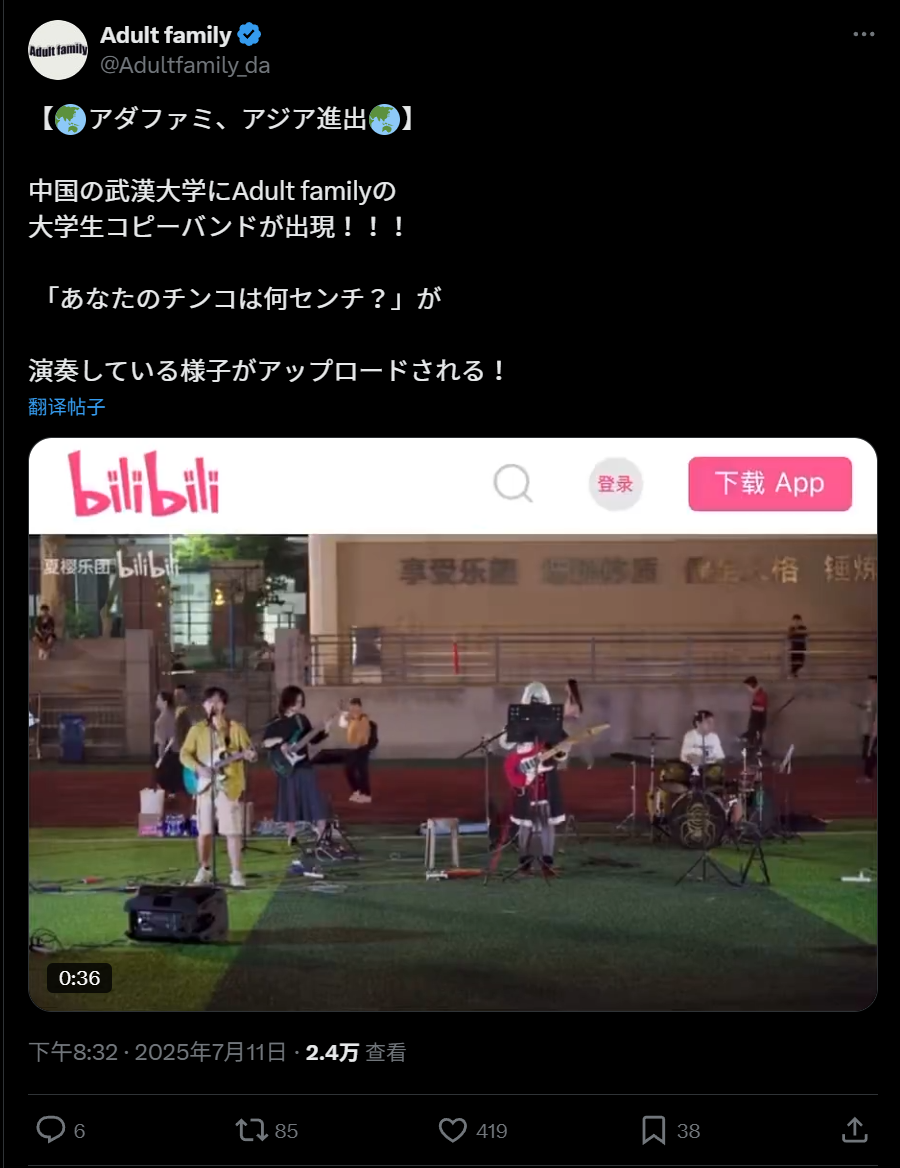 Adult family
Adult family
@Adultfamily_da
【🌏アダファミ、アジア進出🌏】
中国の武漢大学にAdult familyの
大学生コピーバンドが出現！！！
「あなたのチンコは何センチ？」が
演奏している様子がアップロードされる！
翻译帖子
bilibili
登录
下载 App
夏樱乐团 bilibili
享受乐趣
格 锤炼
0:36
下午8:32 · 2025年7月11日 · 2.4万 查看
6
85
419
38